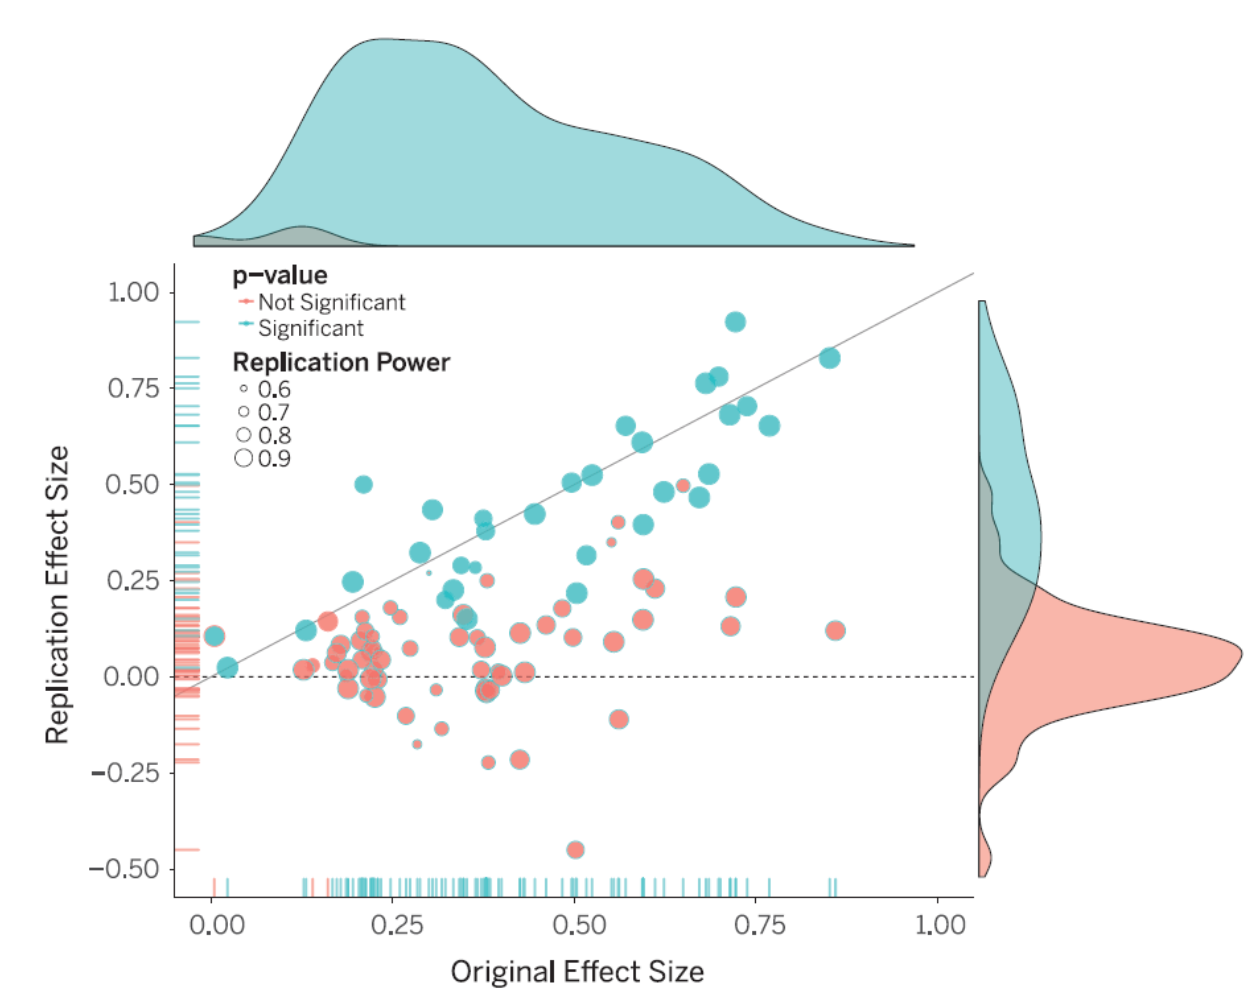 p−value
Not Significant
Significant
Replication Power
0.6
0.7
0.8
0.9
1.00
0.75
0.50
0.25
0.00
−0.25
−0.50
Replication Effect Size
0.00 0.25 0.50 0.75 1.00
Original Effect Size